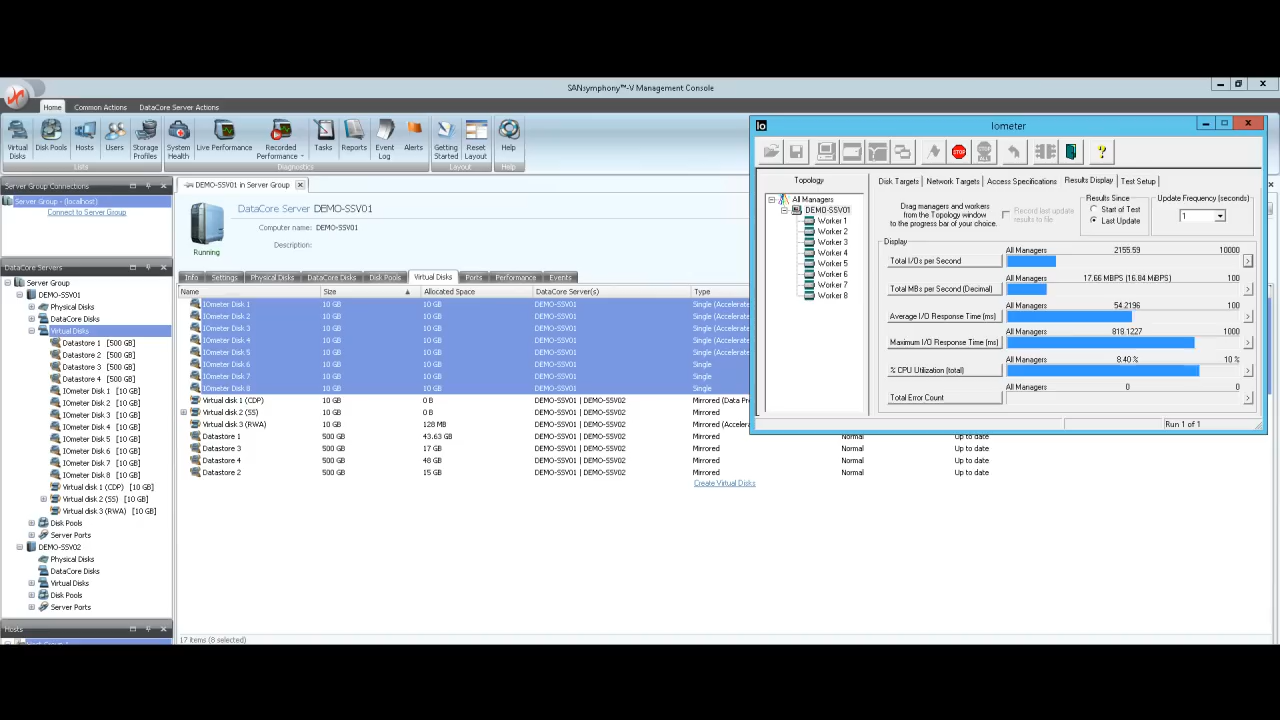 SANsymphony™-V Management Console
Home Common Actions DataCore Server Actions
Virtual Disks
Disk Pools
Hosts
Users
Storage Profiles
System Health
Live Performance
Recorded Performance
Tasks
Reports
Event Log
Alerts
Getting Started
Reset Layout
Help
Lists
Diagnostics
Layout
Help
Server Group Connections
Server Group - (localhost)
Connect to Server Group
DataCore Servers
Server Group
DEMO-SSV01
Physical Disks
DataCore Disks
Virtual Disks
Datastore 1 [500 GB]
Datastore 2 [500 GB]
Datastore 3 [500 GB]
Datastore 4 [500 GB]
IOmeter Disk 1 [10 GB]
IOmeter Disk 2 [10 GB]
IOmeter Disk 3 [10 GB]
IOmeter Disk 4 [10 GB]
IOmeter Disk 5 [10 GB]
IOmeter Disk 6 [10 GB]
IOmeter Disk 7 [10 GB]
IOmeter Disk 8 [10 GB]
Virtual disk 1 (CDP) [10 GB]
Virtual disk 2 (SS) [10 GB]
Virtual disk 3 (RWA) [10 GB]
Disk Pools
Server Ports
DEMO-SSV02
Physical Disks
DataCore Disks
Virtual Disks
Disk Pools
Server Ports
Hosts
DEMO-SSV01 in Server Group
DataCore Server DEMO-SSV01
Computer name: DEMO-SSV01
Description:
Running
Info Settings Physical Disks DataCore Disks Disk Pools Virtual Disks Ports Performance Events
Name Size Allocated Space DataCore Server(s) Type
IOmeter Disk 1 10 GB 10 GB DEMO-SSV01 Single (Accelerate
IOmeter Disk 2 10 GB 10 GB DEMO-SSV01 Single (Accelerate
IOmeter Disk 3 10 GB 10 GB DEMO-SSV01 Single (Accelerate
IOmeter Disk 4 10 GB 10 GB DEMO-SSV01 Single (Accelerate
IOmeter Disk 5 10 GB 10 GB DEMO-SSV01 Single (Accelerate
IOmeter Disk 6 10 GB 10 GB DEMO-SSV01 Single
IOmeter Disk 7 10 GB 10 GB DEMO-SSV01 Single
IOmeter Disk 8 10 GB 10 GB DEMO-SSV01 Single
Virtual disk 1 (CDP) 10 GB 0 B DEMO-SSV01 | DEMO-SSV02 Mirrored (Data Pr
Virtual disk 2 (SS) 10 GB 0 B DEMO-SSV01 | DEMO-SSV02 Mirrored
Virtual disk 3 (RWA) 10 GB 128 MB DEMO-SSV01 | DEMO-SSV02 Mirrored (Acceler
Datastore 1 500 GB 43.63 GB DEMO-SSV01 | DEMO-SSV02 Mirrored Normal Up to date
Datastore 3 500 GB 17 GB DEMO-SSV01 | DEMO-SSV02 Mirrored Normal Up to date
Datastore 4 500 GB 48 GB DEMO-SSV01 | DEMO-SSV02 Mirrored Normal Up to date
Datastore 2 500 GB 15 GB DEMO-SSV01 | DEMO-SSV02 Mirrored Normal Up to date
Create Virtual Disks
17 items (8 selected)
Io Iometer
STOP
STOP ALL
?
Topology
All Managers
DEMO-SSV01
Worker 1
Worker 2
Worker 3
Worker 4
Worker 5
Worker 6
Worker 7
Worker 8
Disk Targets Network Targets Access Specifications Results Display Test Setup
Drag managers and workers
from the Topology window
to the progress bar of your choice.
Record last update
results to file
Results Since
Start of Test
Last Update
Update Frequency (seconds)
1
Display
All Managers 2155.59 10000
Total I/Os per Second
All Managers 17.66 MBPS (16.84 MiBPS) 100
Total MBs per Second (Decimal)
All Managers 54.2196 100
Average I/O Response Time (ms)
All Managers 818.1227 1000
Maximum I/O Response Time (ms)
All Managers 8.40 % 10 %
% CPU Utilization (total)
All Managers 0 0
Total Error Count
Run 1 of 1